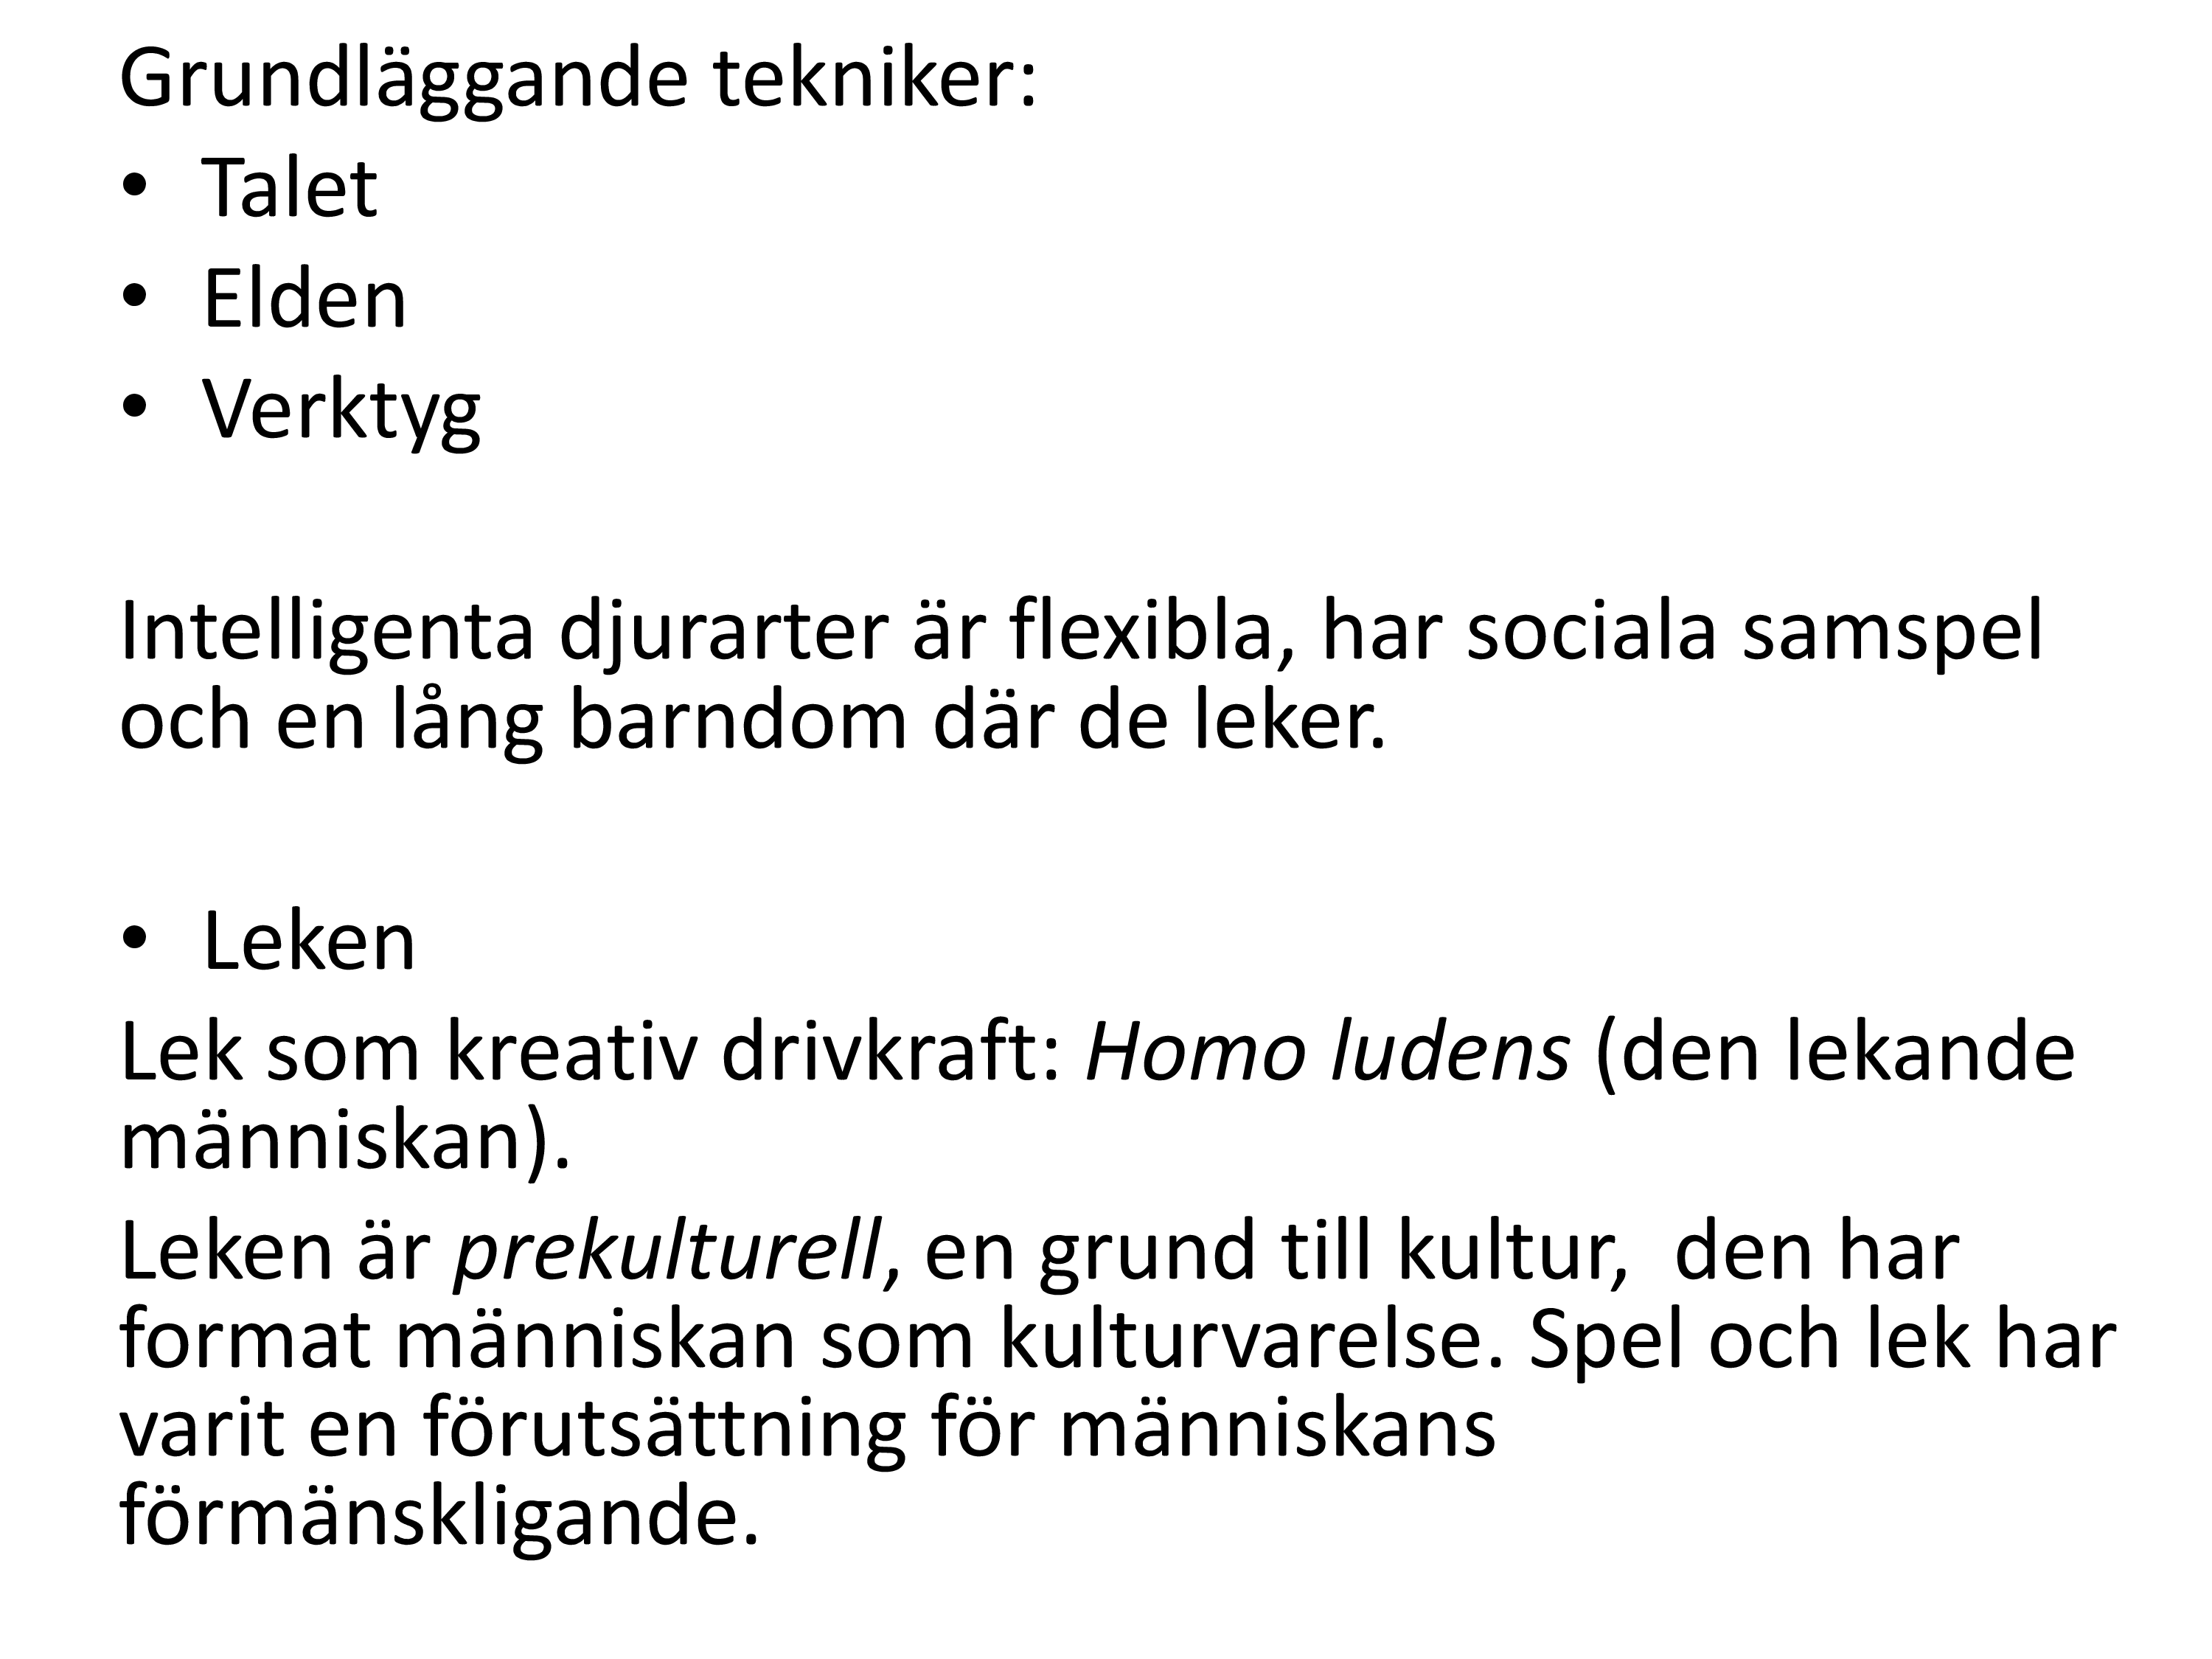 Grundläggande tekniker:
• Talet
• Elden
• Verktyg
Intelligenta djurarter är flexibla, har sociala samspel
och en lång barndom där de leker.
• Leken
Lek som kreativ drivkraft: Homo ludens (den lekande
människan).
Leken är prekulturell, en grund till kultur, den har
format människan som kulturvarelse. Spel och lek har
varit en förutsättning för människans
förmänskligande.